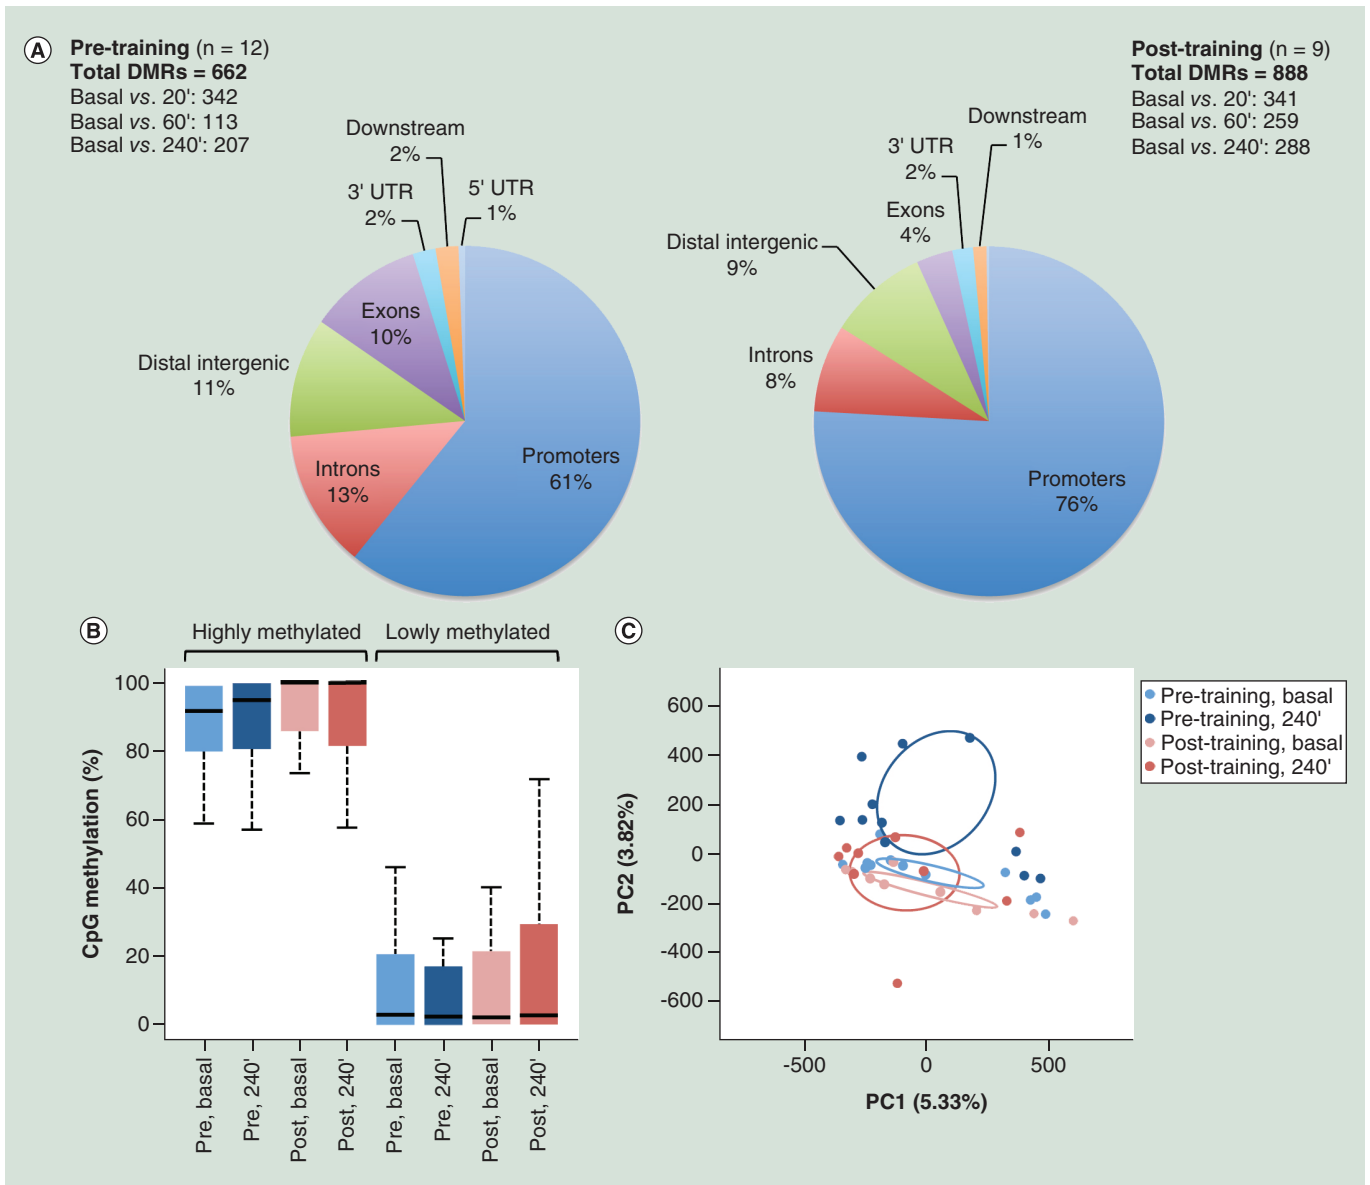 A
Pre-training (n = 12)
Total DMRs = 662
Basal vs. 20': 342
Basal vs. 60': 113
Basal vs. 240': 207
Downstream
2%
3' UTR
2%
5' UTR
1%
Exons
10%
Distal intergenic
11%
Introns
13%
Promoters
61%
Post-training (n = 9)
Total DMRs = 888
Basal vs. 20': 341
Basal vs. 60': 259
Basal vs. 240': 288
Downstream
1%
3' UTR
2%
Exons
4%
Distal intergenic
9%
Introns
8%
Promoters
76%
B
Highly methylated
Lowly methylated
CpG methylation (%)
100
80
60
40
20
0
Pre, basal
Pre, 240'
Post, basal
Post, 240'
Pre, basal
Pre, 240'
Post, basal
Post, 240'
C
PC2 (3.82%)
600
400
200
0
-200
-400
-600
-500
0
500
PC1 (5.33%)
Pre-training, basal
Pre-training, 240'
Post-training, basal
Post-training, 240'